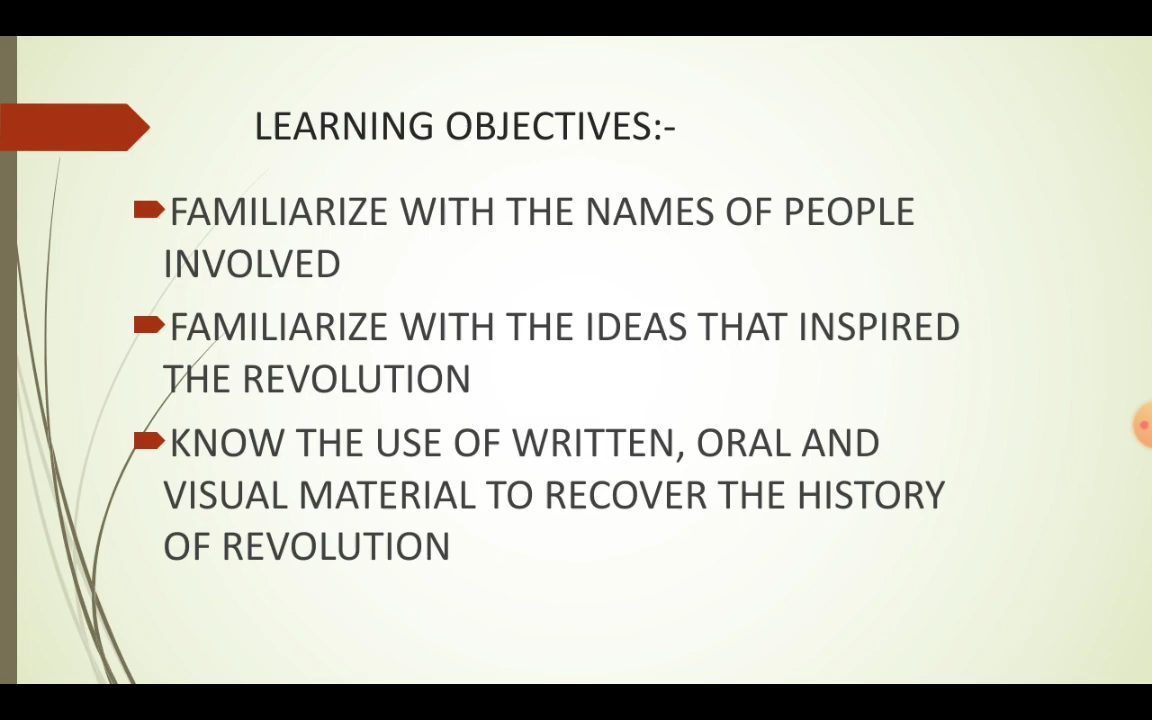 LEARNING OBJECTIVES:-
FAMILIARIZE WITH THE NAMES OF PEOPLE
INVOLVED
FAMILIARIZE WITH THE IDEAS THAT INSPIRED
THE REVOLUTION
KNOW THE USE OF WRITTEN, ORAL AND
VISUAL MATERIAL TO RECOVER THE HISTORY
OF REVOLUTION